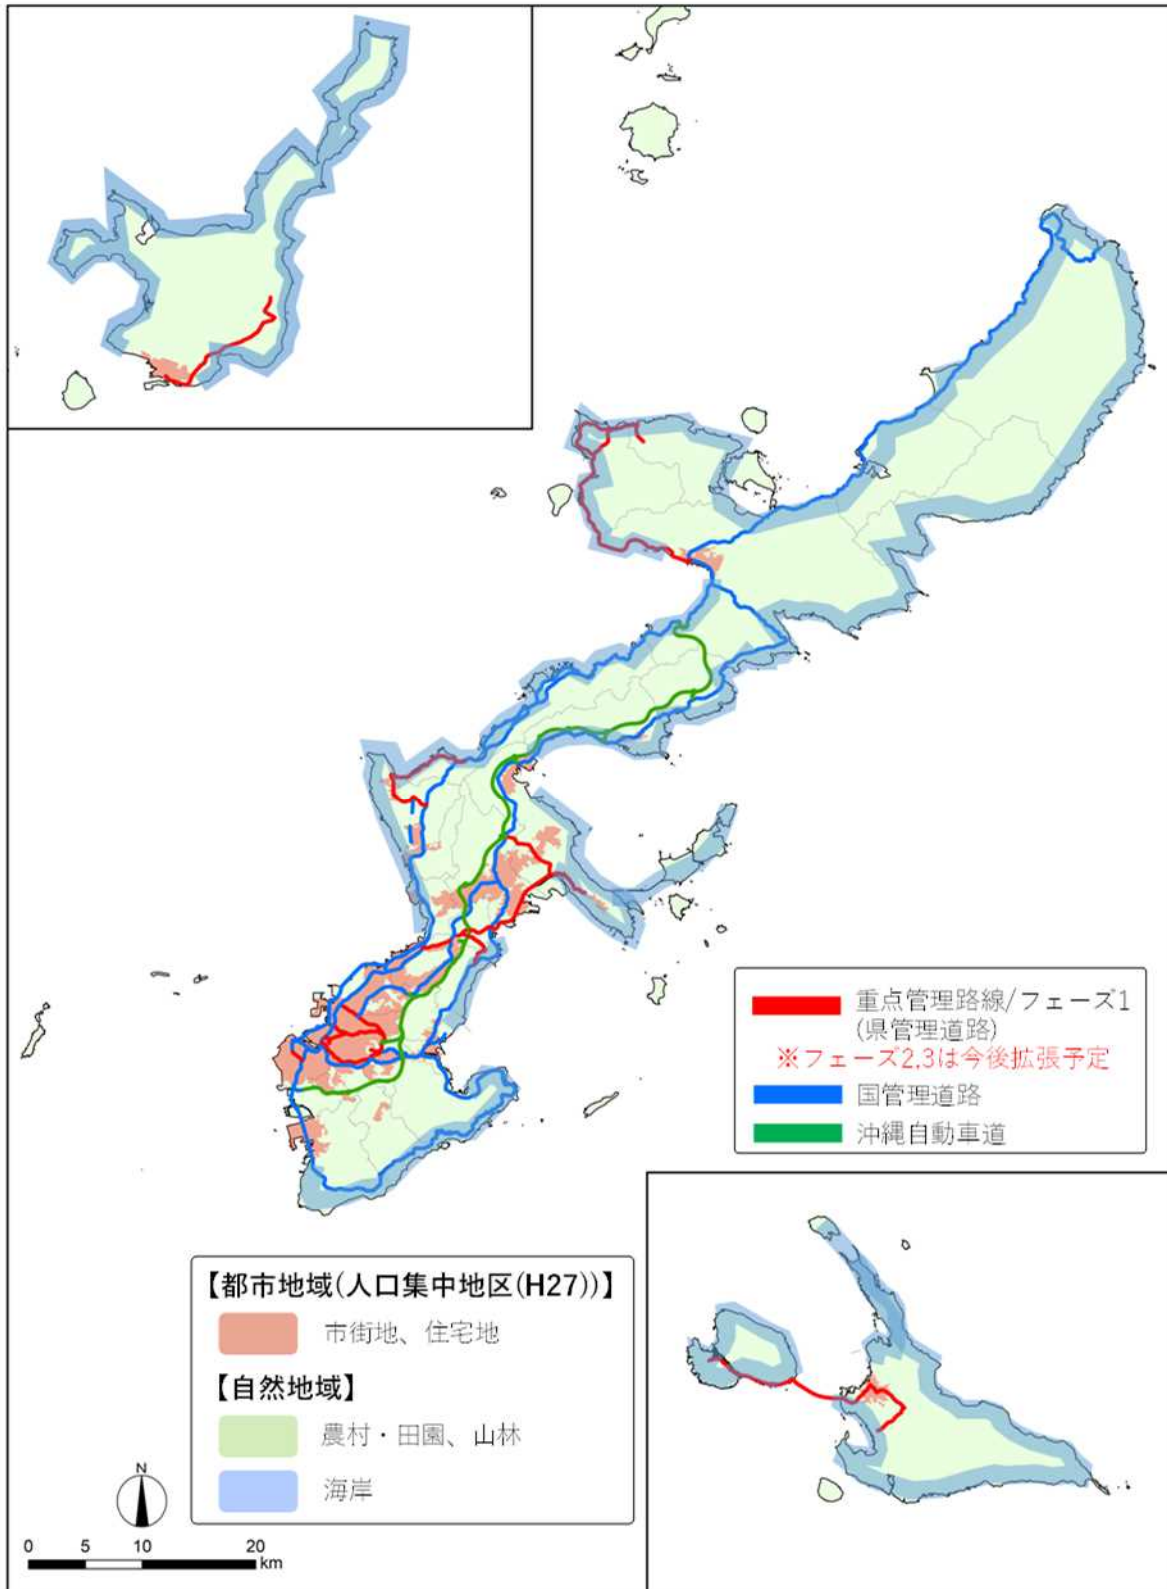 重点管理路線/フェーズ1
(県管理道路)
※フェーズ2,3は今後拡張予定
国管理道路
沖縄自動車道
【都市地域(人口集中地区(H27))】
市街地、住宅地
【自然地域】
農村・田園、山林
海岸
N
0 5 10 20
km